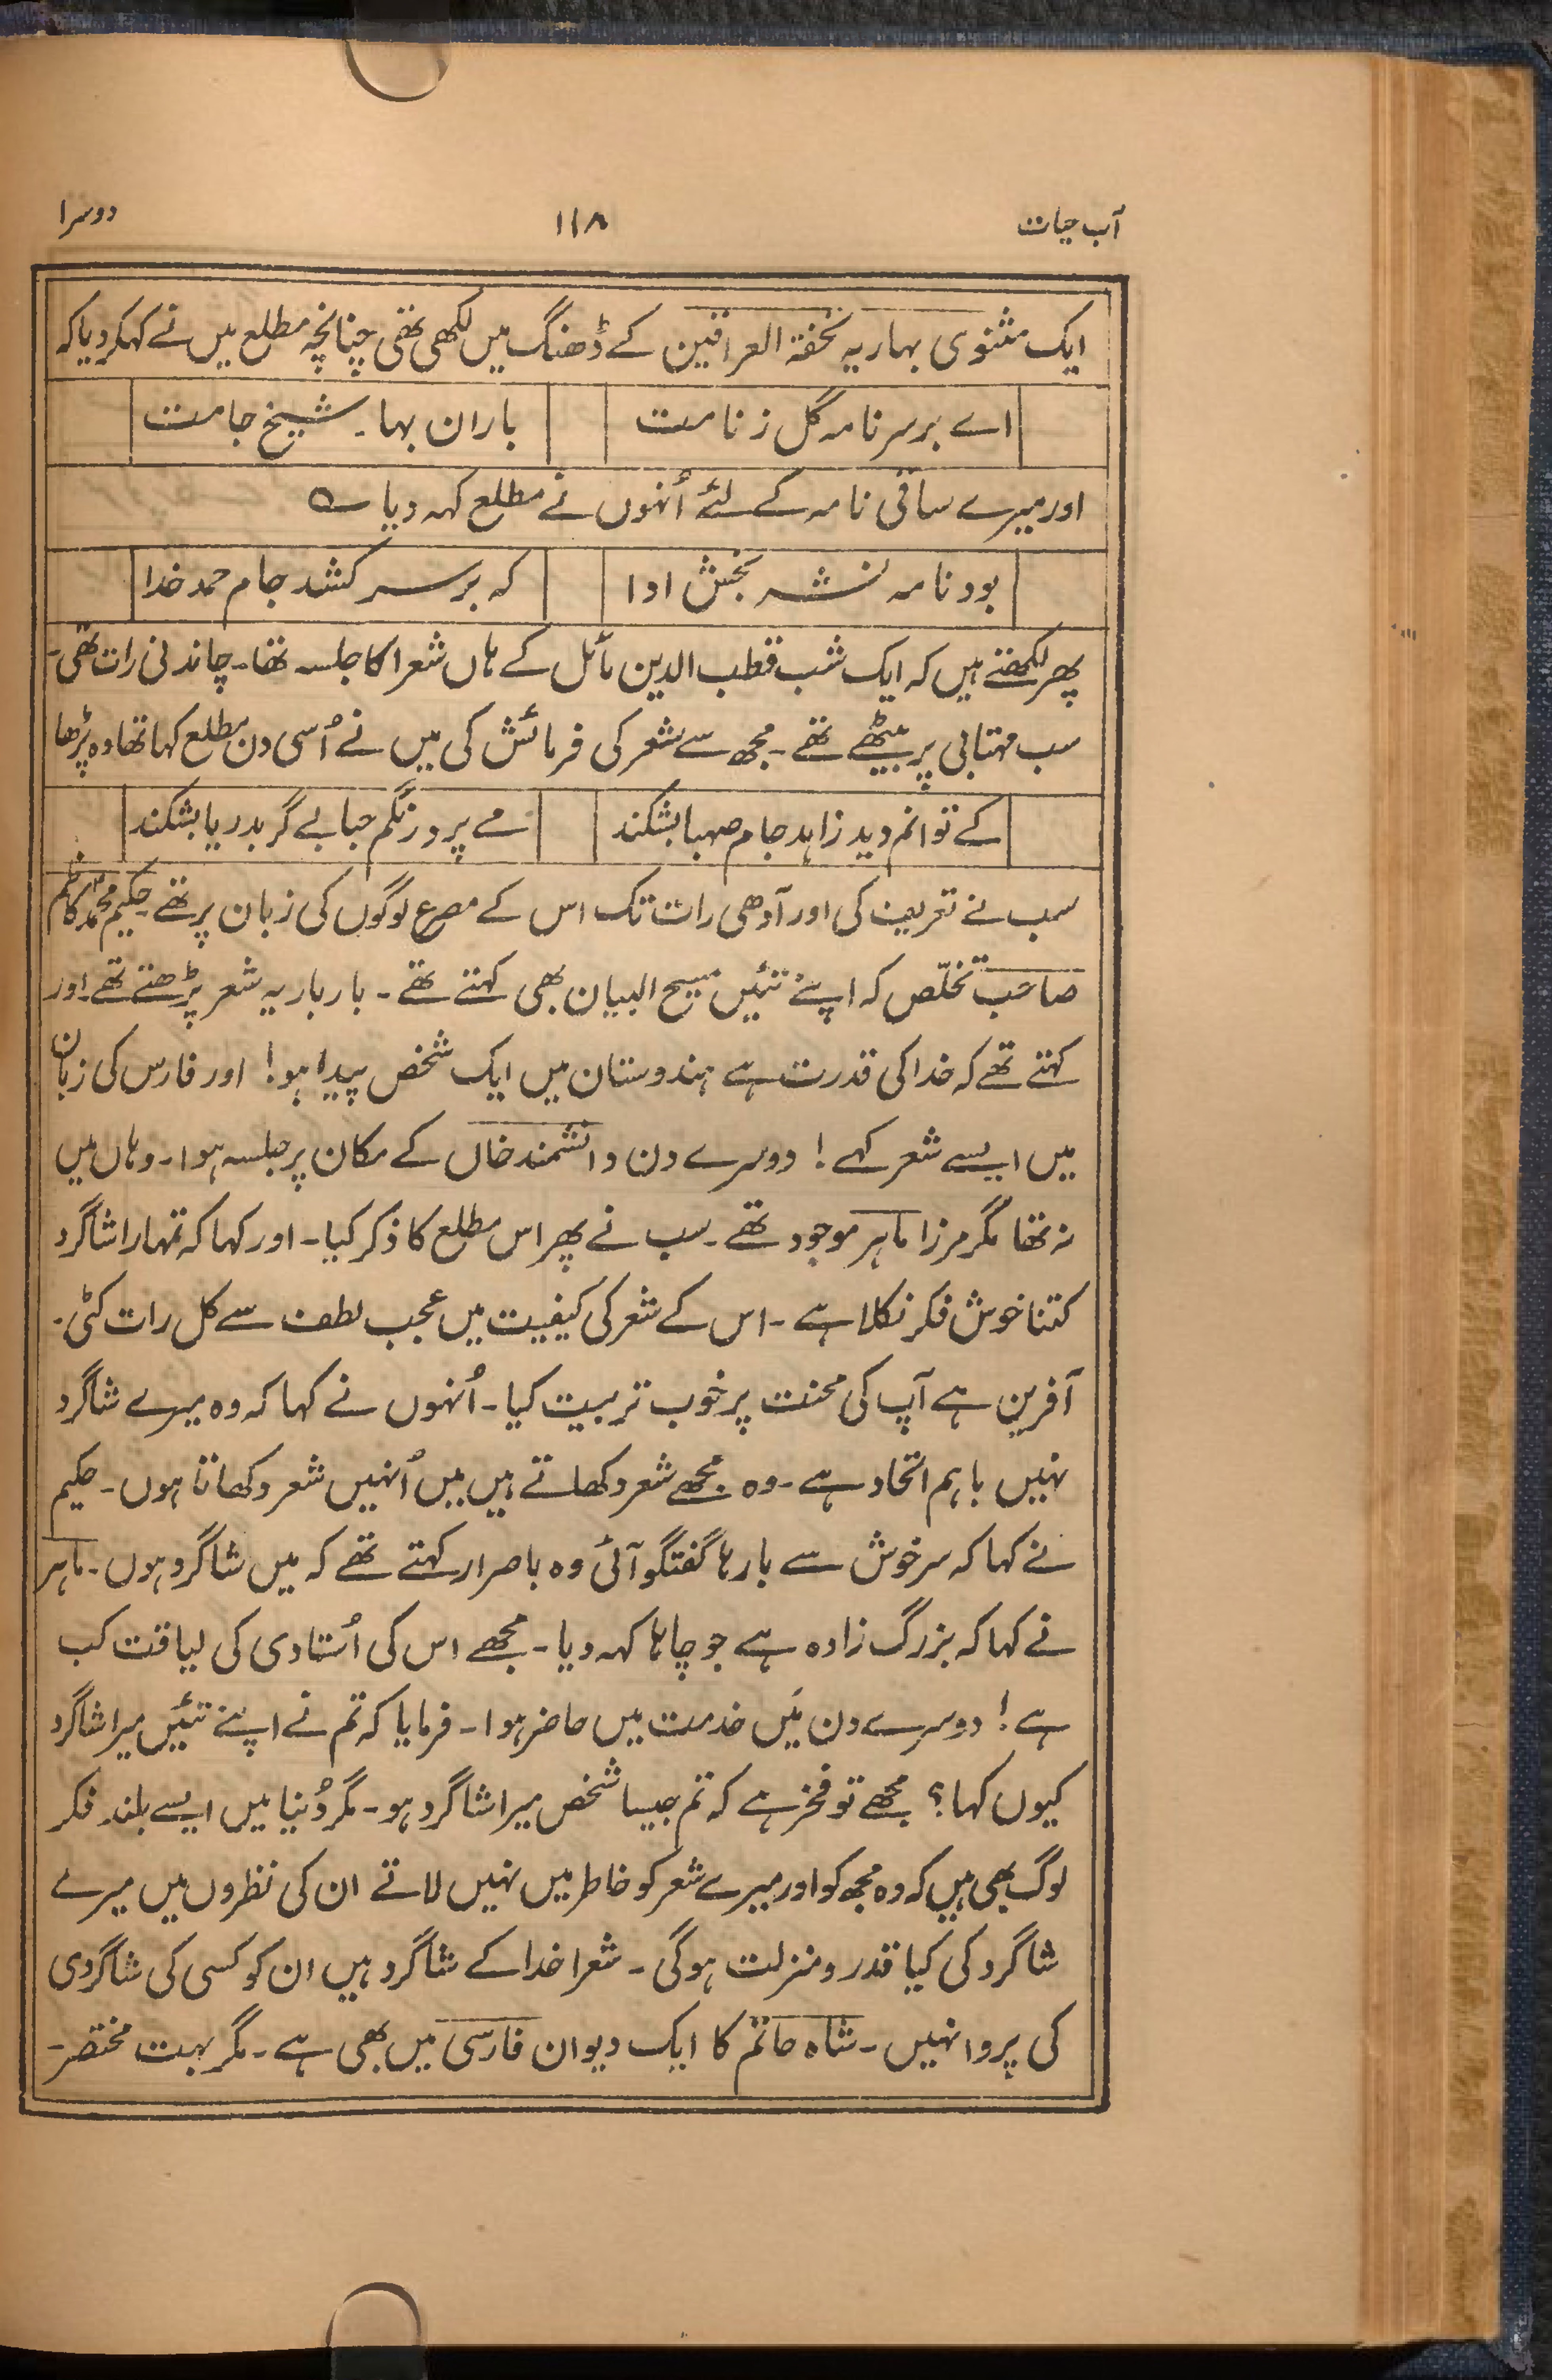 آب حیات ۱۱۸ دوسرا
ایک مثنوی بہاریہ تحفۃ العراقین کے ڈھنگ میں لکھی تھی چنانچہ مطلع میں نے کہکر دیا کہ
اے برسر نامہ گل ز نامت باران بہار شیخ جامت
اور میرے ساقی نامہ کے لئے اُنہوں نے مطلع کہہ دیا ؎
بود نامہ نشہ بخش ادا که برسر کشد جام حمد خدا
پھر لکھتے ہیں کہ ایک شب قطب الدین مائل کے ہاں شعرا کا جلسہ تھا۔ چاندنی رات تھی۔
سب مہتابی پر بیٹھے تھے۔ مجھ سے شعر کی فرمائش کی میں نے اُسی دن مطلع کہا تھا وہ پڑھا
کے توانم دید زاہد جام صہبا بشکند مے پرد رنگم حبابے گر بدریا بشکند
سب نے تعریف کی اور آدھی رات تک اس کے مصرع لوگوں کی زبان پر تھے۔ حکیم محمد کاظم
صاحب تخلّص کہ اپنے تئیں مسیح البیان بھی کہتے تھے۔ بار بار یہ شعر پڑھتے تھے۔ اور
کہتے تھے کہ خدا کی قدرت ہے ہندوستان میں ایک شخص پیدا ہو! اور فارس کی زبان
میں ایسے شعر کہے! دوسرے دن دانشمند خاں کے مکان پر جلسہ ہوا۔ وہاں میں
نہ تھا مگر مرزا ماہر موجود تھے۔ سب نے پھر اس مطلع کا ذکر کیا۔ اور کہا کہ تمہارا شاگرد
کتنا خوش فکر نکلا ہے۔ اس کے شعر کی کیفیت میں عجب لطف سے کل رات کٹی۔
آفرین ہے آپ کی محنت پر خوب تربیت کیا۔ اُنہوں نے کہا کہ وہ میرے شاگرد
نہیں باہم اتحاد ہے۔ وہ مجھے شعر دکھاتے ہیں میں اُنہیں شعر دکھاتا ہوں۔ حکیم
نے کہا کہ سرخوش سے بارہا گفتگو آئی وہ باصرار کہتے تھے کہ میں شاگرد ہوں۔ ماہر
نے کہا کہ بزرگ زادہ ہے جو چاہا کہہ دیا۔ مجھے اس کی اُستادی کی لیاقت کب
ہے! دوسرے دن مَیں خدمت میں حاضر ہوا۔ فرمایا کہ تم نے اپنے تئیں میرا شاگرد
کیوں کہا؟ مجھے تو فخر ہے کہ تم جیسا شخص میرا شاگرد ہو۔ مگر دُنیا میں ایسے بلند فکر
لوگ بھی ہیں کہ وہ مجھ کو اور میرے شعر کو خاطر میں نہیں لاتے ان کی نظروں میں میرے
شاگرد کی کیا قدر و منزلت ہوگی۔ شعرا خدا کے شاگرد ہیں ان کو کسی کی شاگردی
کی پروا نہیں۔ شاہ حاتم کا ایک دیوان فارسی میں بھی ہے۔ مگر بہت مختصر۔